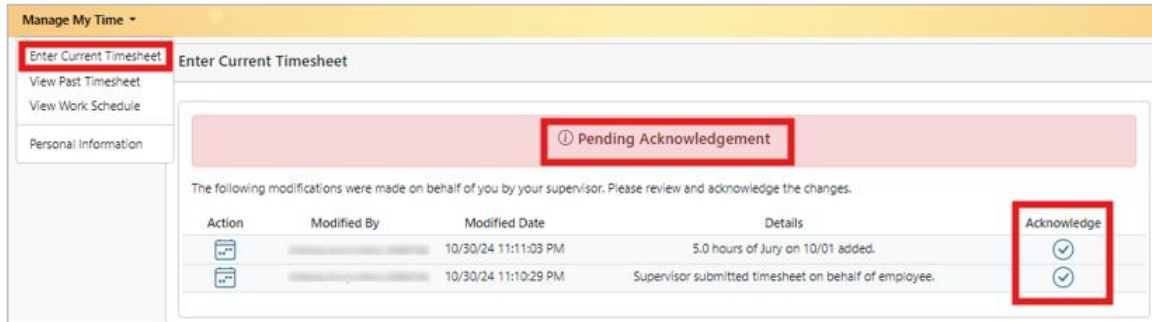 Manage My Time
Enter Current Timesheet
View Past Timesheet
View Work Schedule
Personal Information
Enter Current Timesheet
Pending Acknowledgement
The following modifications were made on behalf of you by your supervisor. Please review and acknowledge the changes.
Action Modified By Modified Date Details Acknowledge
10/30/24 11:11:03 PM 5.0 hours of Jury on 10/01 added.
10/30/24 11:10:29 PM Supervisor submitted timesheet on behalf of employee.